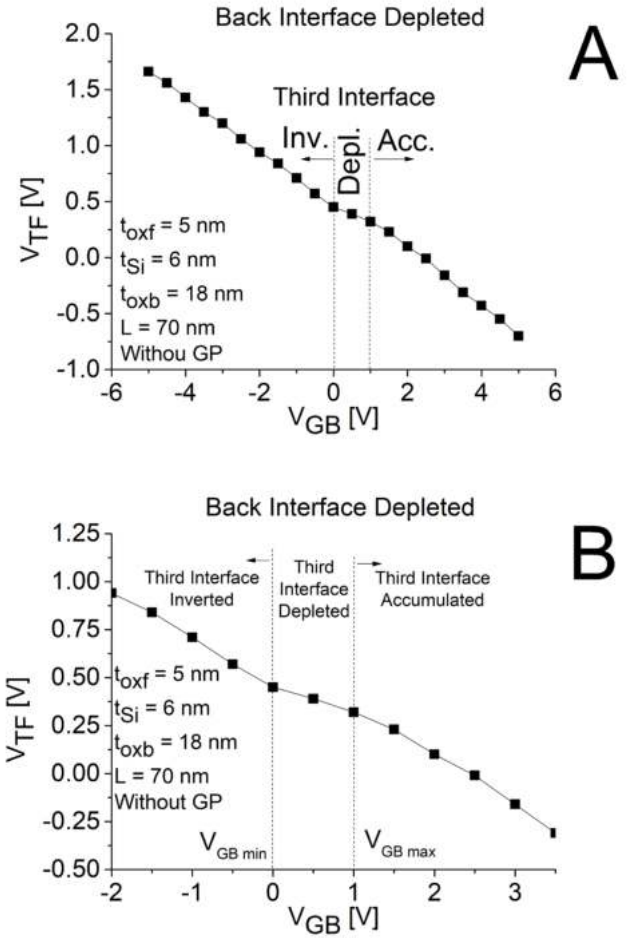 Back Interface Depleted
A
2.0
1.5
1.0
0.5
0.0
-0.5
-1.0
V_TF [V]
Third Interface
Inv.
Depl.
Acc.
t_oxf = 5 nm
t_Si = 6 nm
t_oxb = 18 nm
L = 70 nm
Withou GP
-6 -4 -2 0 2 4 6
V_GB [V]
Back Interface Depleted
B
1.25
1.00
0.75
0.50
0.25
0.00
-0.25
-0.50
V_TF [V]
Third Interface
Inverted
Third
Interface
Depleted
Third Interface
Accumulated
t_oxf = 5 nm
t_Si = 6 nm
t_oxb = 18 nm
L = 70 nm
Without GP
V_GB min
V_GB max
-2 -1 0 1 2 3
V_GB [V]